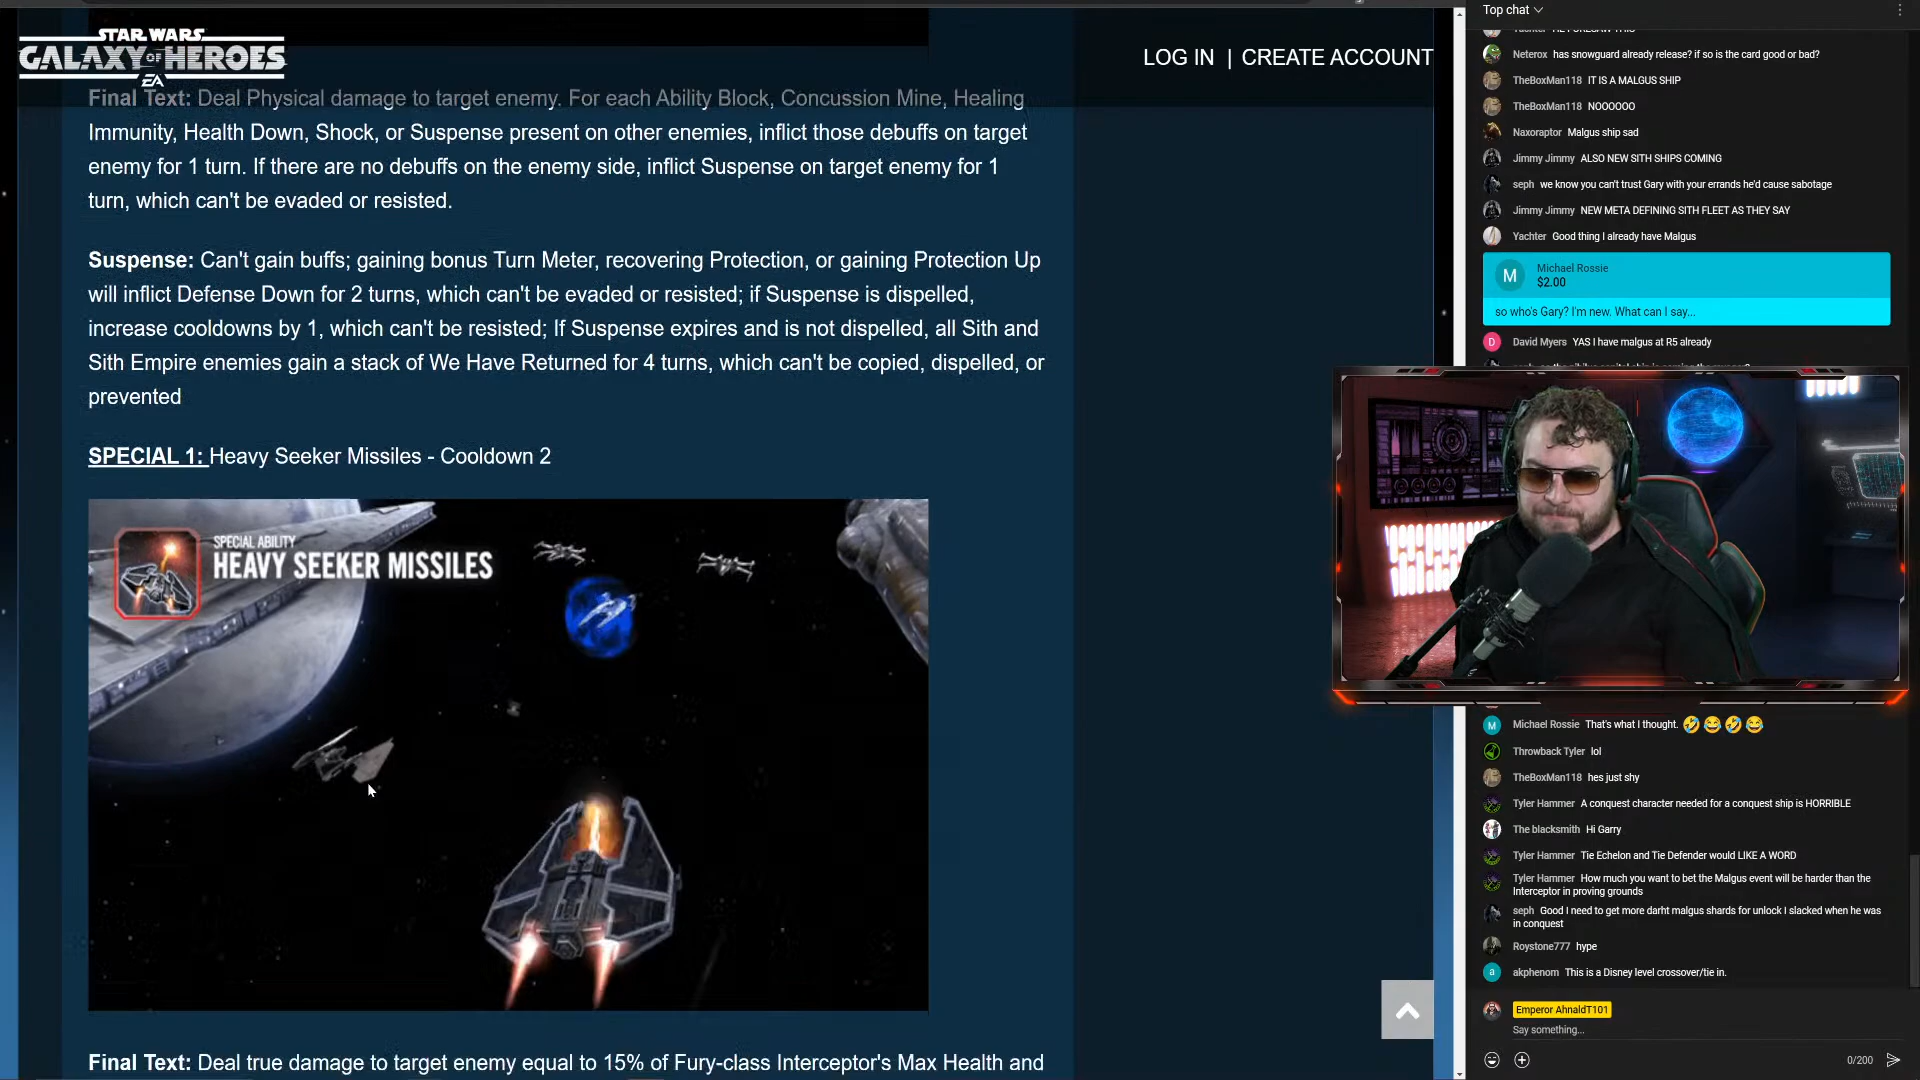 STAR WARS
GALAXY OF HEROES
EA
LOG IN | CREATE ACCOUNT
Final Text: Deal Physical damage to target enemy. For each Ability Block, Concussion Mine, Healing
Immunity, Health Down, Shock, or Suspense present on other enemies, inflict those debuffs on target
enemy for 1 turn. If there are no debuffs on the enemy side, inflict Suspense on target enemy for 1
turn, which can't be evaded or resisted.
Suspense: Can't gain buffs; gaining bonus Turn Meter, recovering Protection, or gaining Protection Up
will inflict Defense Down for 2 turns, which can't be evaded or resisted; if Suspense is dispelled,
increase cooldowns by 1, which can't be resisted; If Suspense expires and is not dispelled, all Sith and
Sith Empire enemies gain a stack of We Have Returned for 4 turns, which can't be copied, dispelled, or
prevented
SPECIAL 1: Heavy Seeker Missiles - Cooldown 2
SPECIAL ABILITY
HEAVY SEEKER MISSILES
Final Text: Deal true damage to target enemy equal to 15% of Fury-class Interceptor's Max Health and
Top chat
Neterox has snowguard already release? if so is the card good or bad?
TheBoxMan118 IT IS A MALGUS SHIP
TheBoxMan118 NOOOOOO
Naxoraptor Malgus ship sad
Jimmy Jimmy ALSO NEW SITH SHIPS COMING
seph we know you can't trust Gary with your errands he'd cause sabotage
Jimmy Jimmy NEW META DEFINING SITH FLEET AS THEY SAY
Yachter Good thing I already have Malgus
M
Michael Rossie
$2.00
so who's Gary? I'm new. What can I say...
D
David Myers YAS I have malgus at R5 already
M
Michael Rossie That's what I thought. 🤣😂🤣😂
Throwback Tyler lol
TheBoxMan118 hes just shy
Tyler Hammer A conquest character needed for a conquest ship is HORRIBLE
The blacksmith Hi Garry
Tyler Hammer Tie Echelon and Tie Defender would LIKE A WORD
Tyler Hammer How much you want to bet the Malgus event will be harder than the
Interceptor in proving grounds
seph Good I need to get more darht malgus shards for unlock I slacked when he was
in conquest
Roystone777 hype
a
akphenom This is a Disney level crossover/tie in.
Emperor AhnaldT101
Say something...
0/200